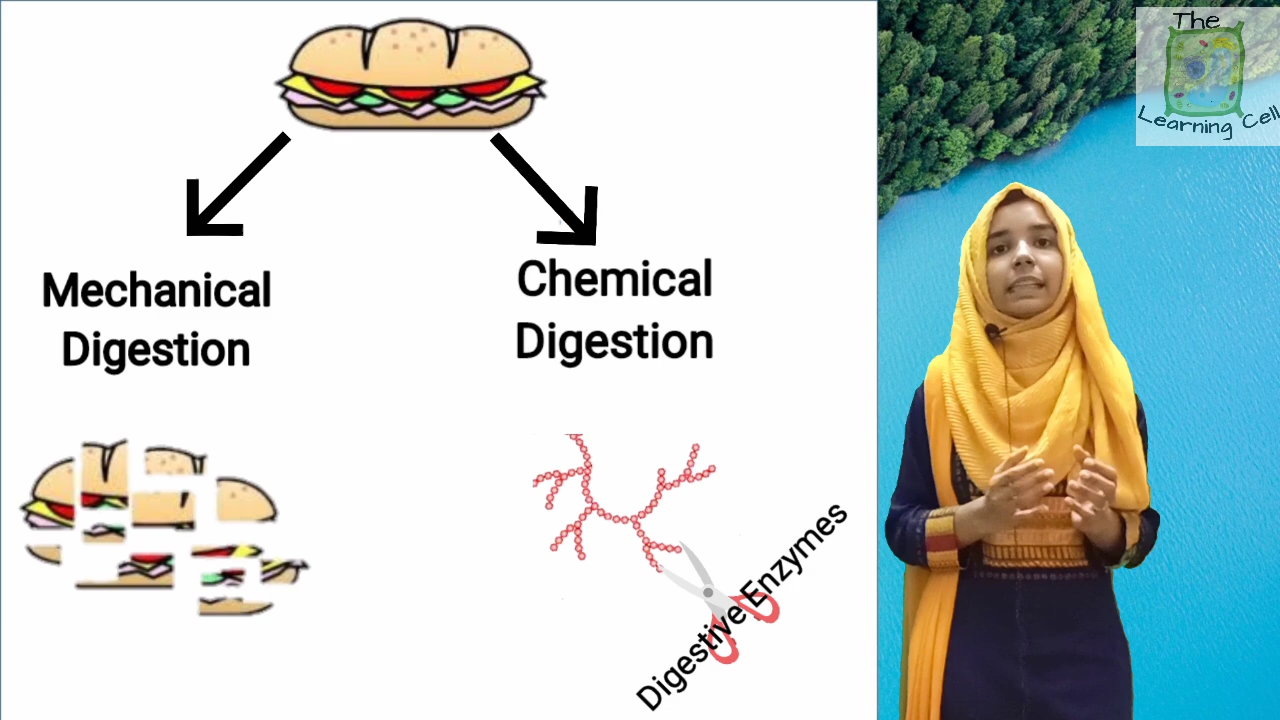 The
Learning Cell
Mechanical
Digestion
Chemical
Digestion
Digestive Enzymes